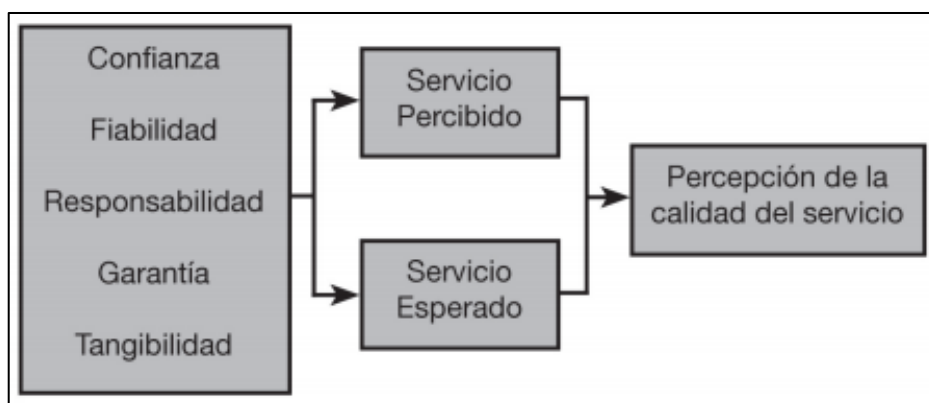 Confianza
Fiabilidad
Responsabilidad
Garantía
Tangibilidad
Servicio
Percibido
Servicio
Esperado
Percepción de la
calidad del servicio